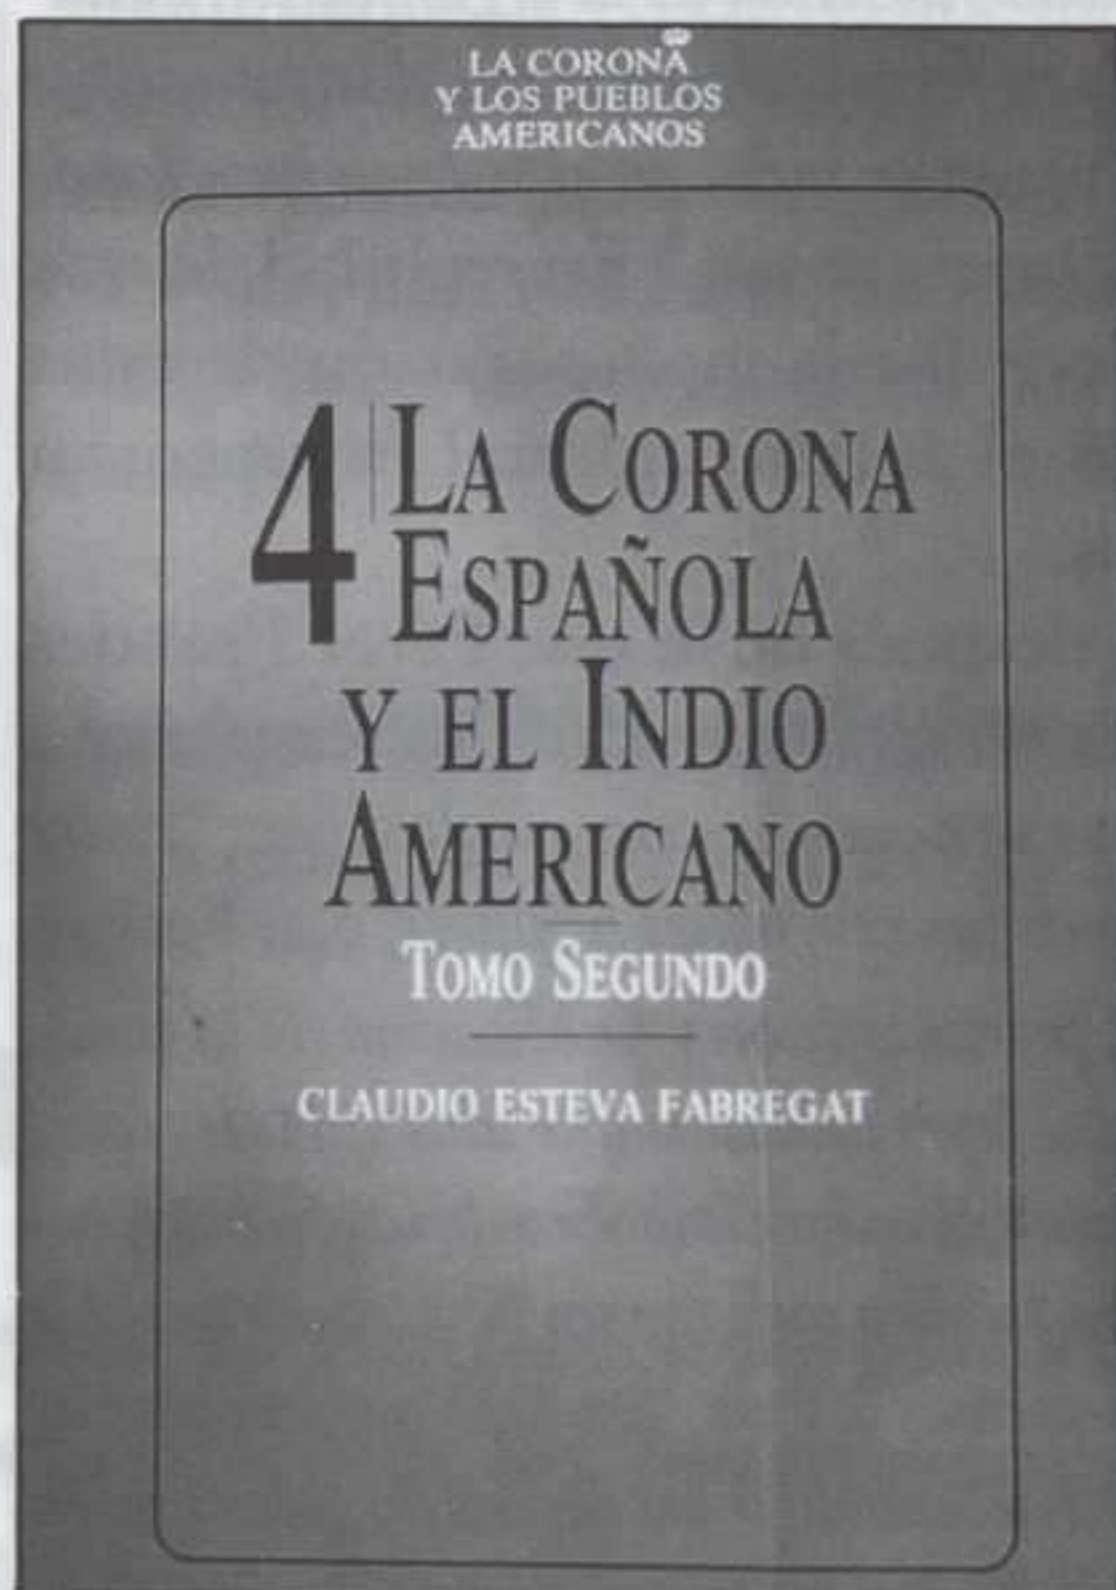 LA CORONA
Y LOS PUEBLOS
AMERICANOS
4 LA CORONA
ESPAÑOLA
Y EL INDIO
AMERICANO
TOMO SEGUNDO
CLAUDIO ESTEVA FABREGAT